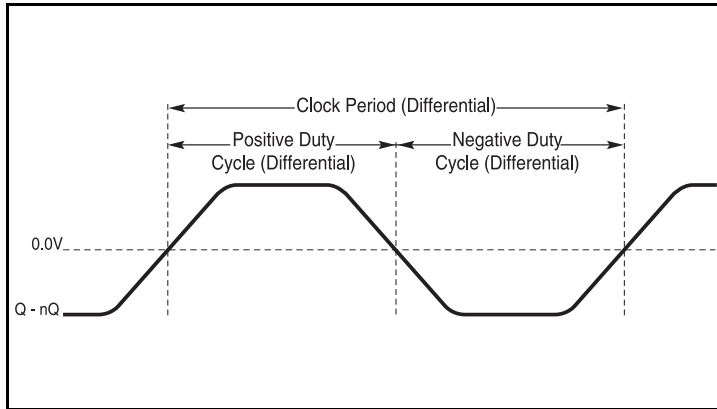 Clock Period (Differential)
Positive Duty
Cycle (Differential)
Negative Duty
Cycle (Differential)
0.0V
Q - nQ